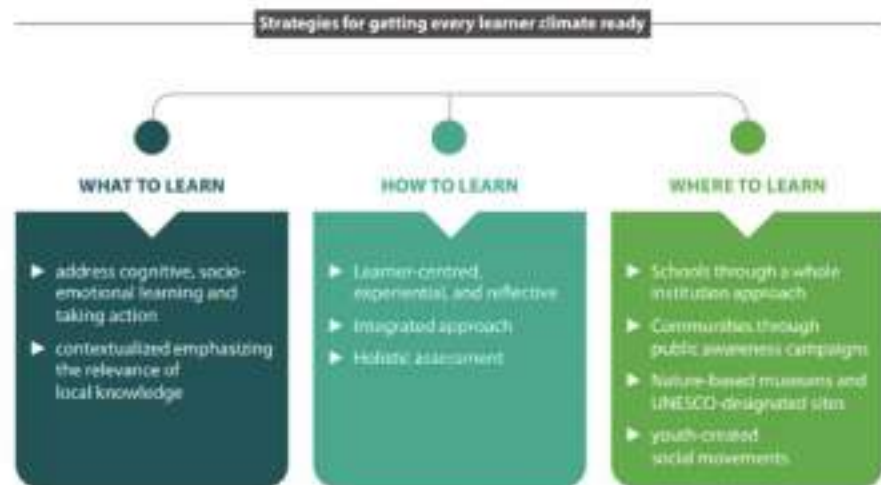 Strategies for getting every learner climate ready
WHAT TO LEARN
▶ address cognitive, socio-
emotional learning and
taking action
▶ contextualized emphasizing
the relevance of
local knowledge
HOW TO LEARN
▶ Learner-centred,
experiential, and reflective
▶ Integrated approach
▶ Holistic assessment
WHERE TO LEARN
▶ Schools through a whole
institution approach
▶ Communities through
public awareness campaigns
▶ Nature-based museums and
UNESCO-designated sites
▶ youth-created
social movements